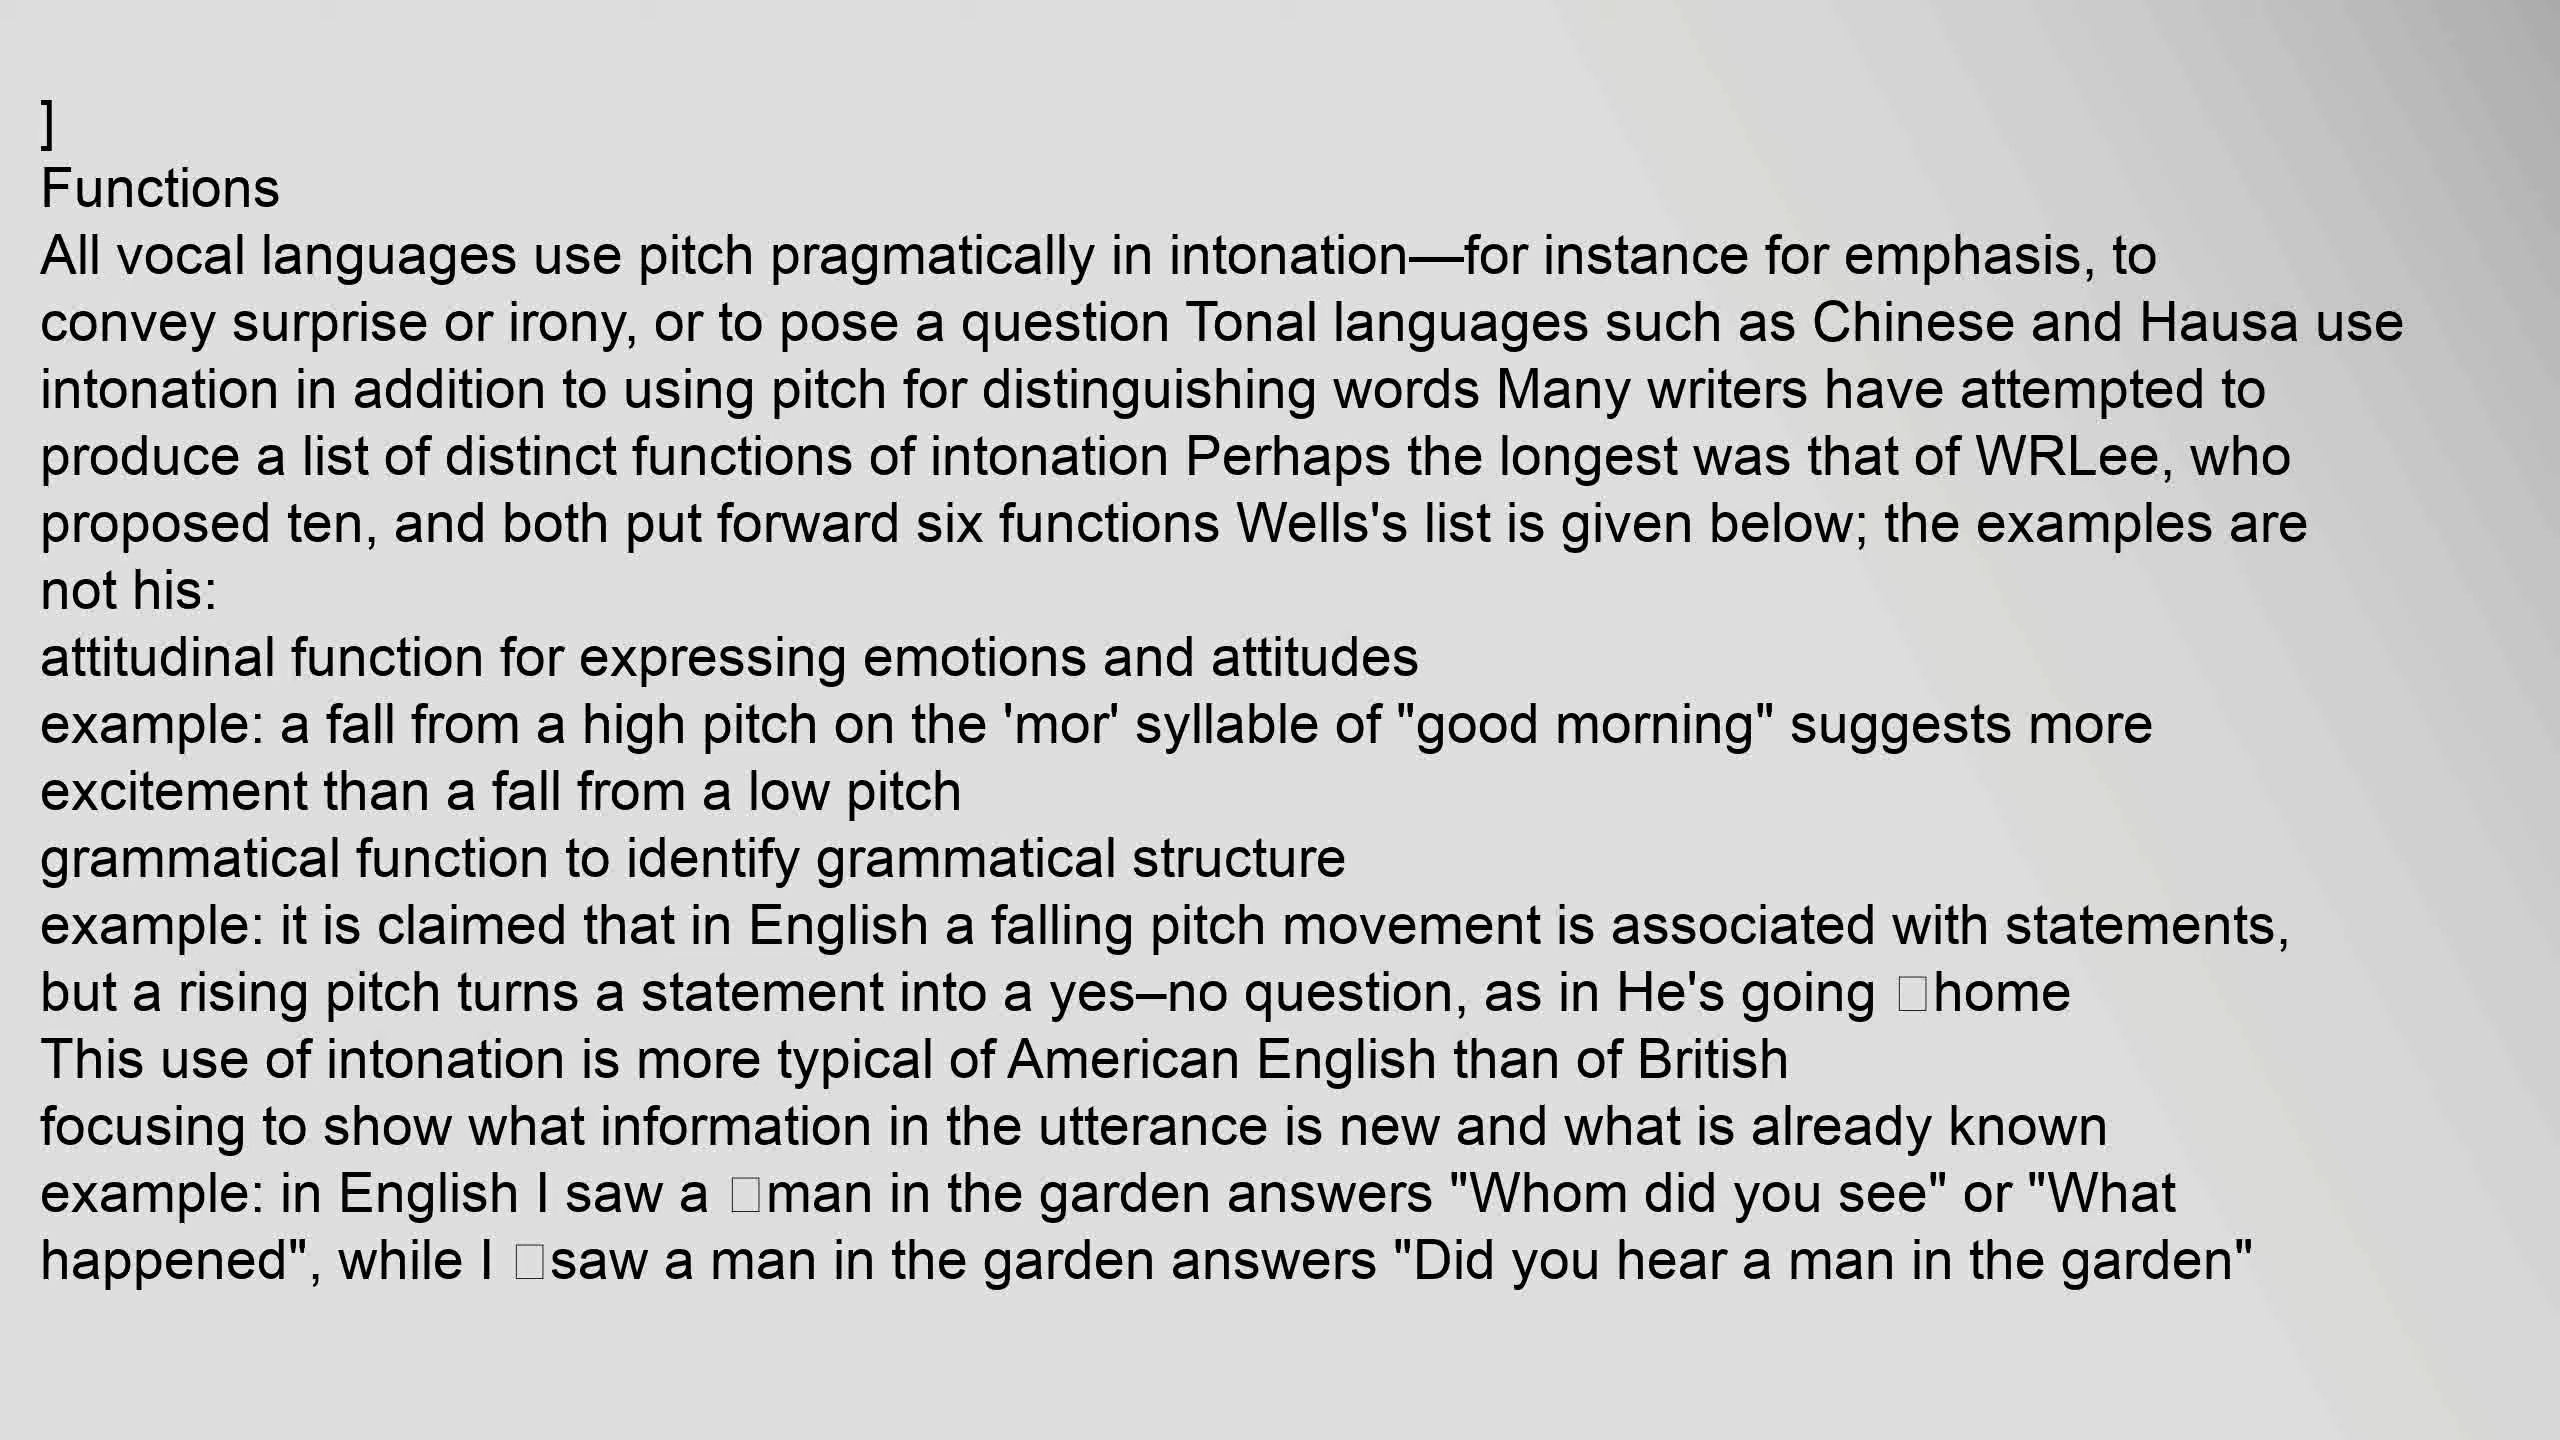 ]
Functions
All vocal languages use pitch pragmatically in intonation—for instance for emphasis, to
convey surprise or irony, or to pose a question Tonal languages such as Chinese and Hausa use
intonation in addition to using pitch for distinguishing words Many writers have attempted to
produce a list of distinct functions of intonation Perhaps the longest was that of WRLee, who
proposed ten, and both put forward six functions Wells's list is given below; the examples are
not his:
attitudinal function for expressing emotions and attitudes
example: a fall from a high pitch on the 'mor' syllable of "good morning" suggests more
excitement than a fall from a low pitch
grammatical function to identify grammatical structure
example: it is claimed that in English a falling pitch movement is associated with statements,
but a rising pitch turns a statement into a yes–no question, as in He's going □home
This use of intonation is more typical of American English than of British
focusing to show what information in the utterance is new and what is already known
example: in English I saw a □man in the garden answers "Whom did you see" or "What
happened", while I □saw a man in the garden answers "Did you hear a man in the garden"